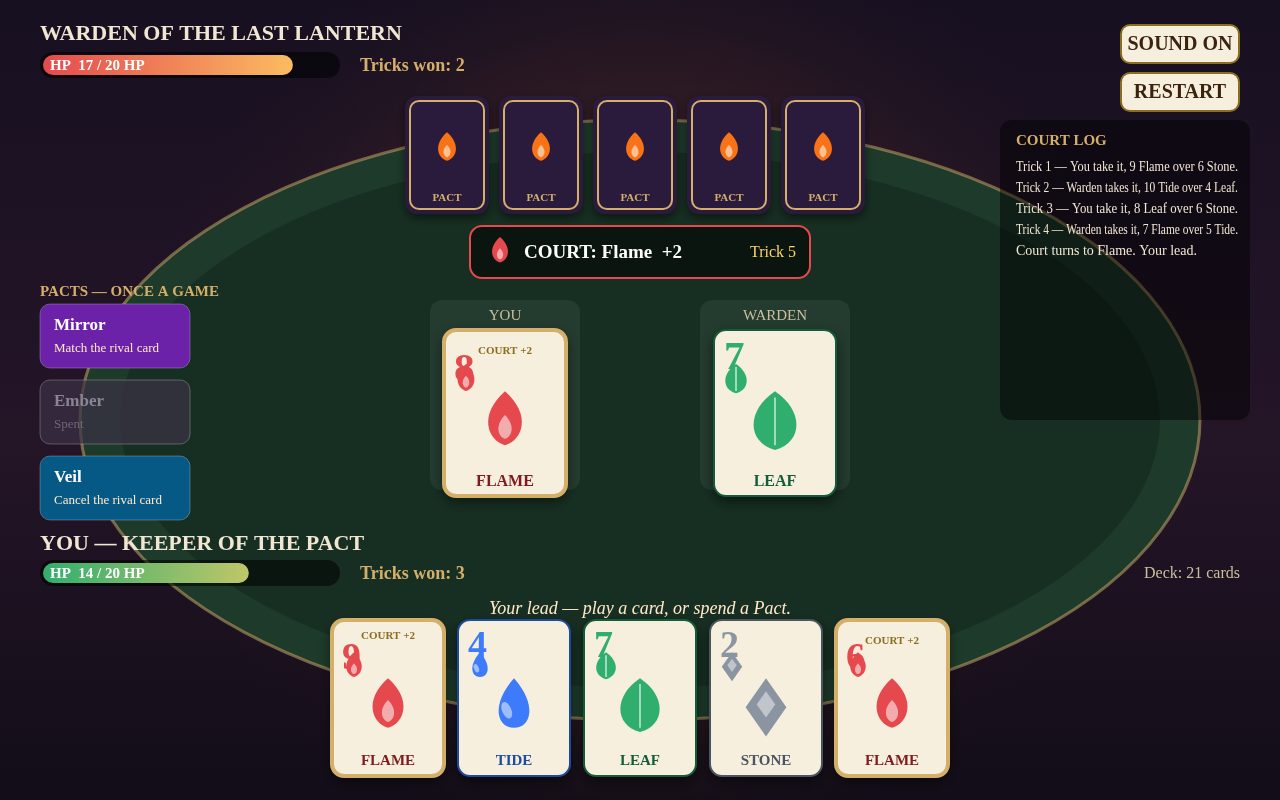 WARDEN OF THE LAST LANTERN
HP 17 / 20 HP
Tricks won: 2
SOUND ON
RESTART
PACT
PACT
PACT
PACT
PACT
COURT LOG
Trick 1 — You take it, 9 Flame over 6 Stone.
Trick 2 — Warden takes it, 10 Tide over 4 Leaf.
Trick 3 — You take it, 8 Leaf over 6 Stone.
Trick 4 — Warden takes it, 7 Flame over 5 Tide.
Court turns to Flame. Your lead.
COURT: Flame +2
Trick 5
PACTS — ONCE A GAME
Mirror
Match the rival card
Ember
Spent
Veil
Cancel the rival card
YOU
COURT +2
8
FLAME
WARDEN
7
LEAF
YOU — KEEPER OF THE PACT
HP 14 / 20 HP
Tricks won: 3
Deck: 21 cards
Your lead — play a card, or spend a Pact.
COURT +2
9
FLAME
4
TIDE
7
LEAF
2
STONE
COURT +2
6
FLAME